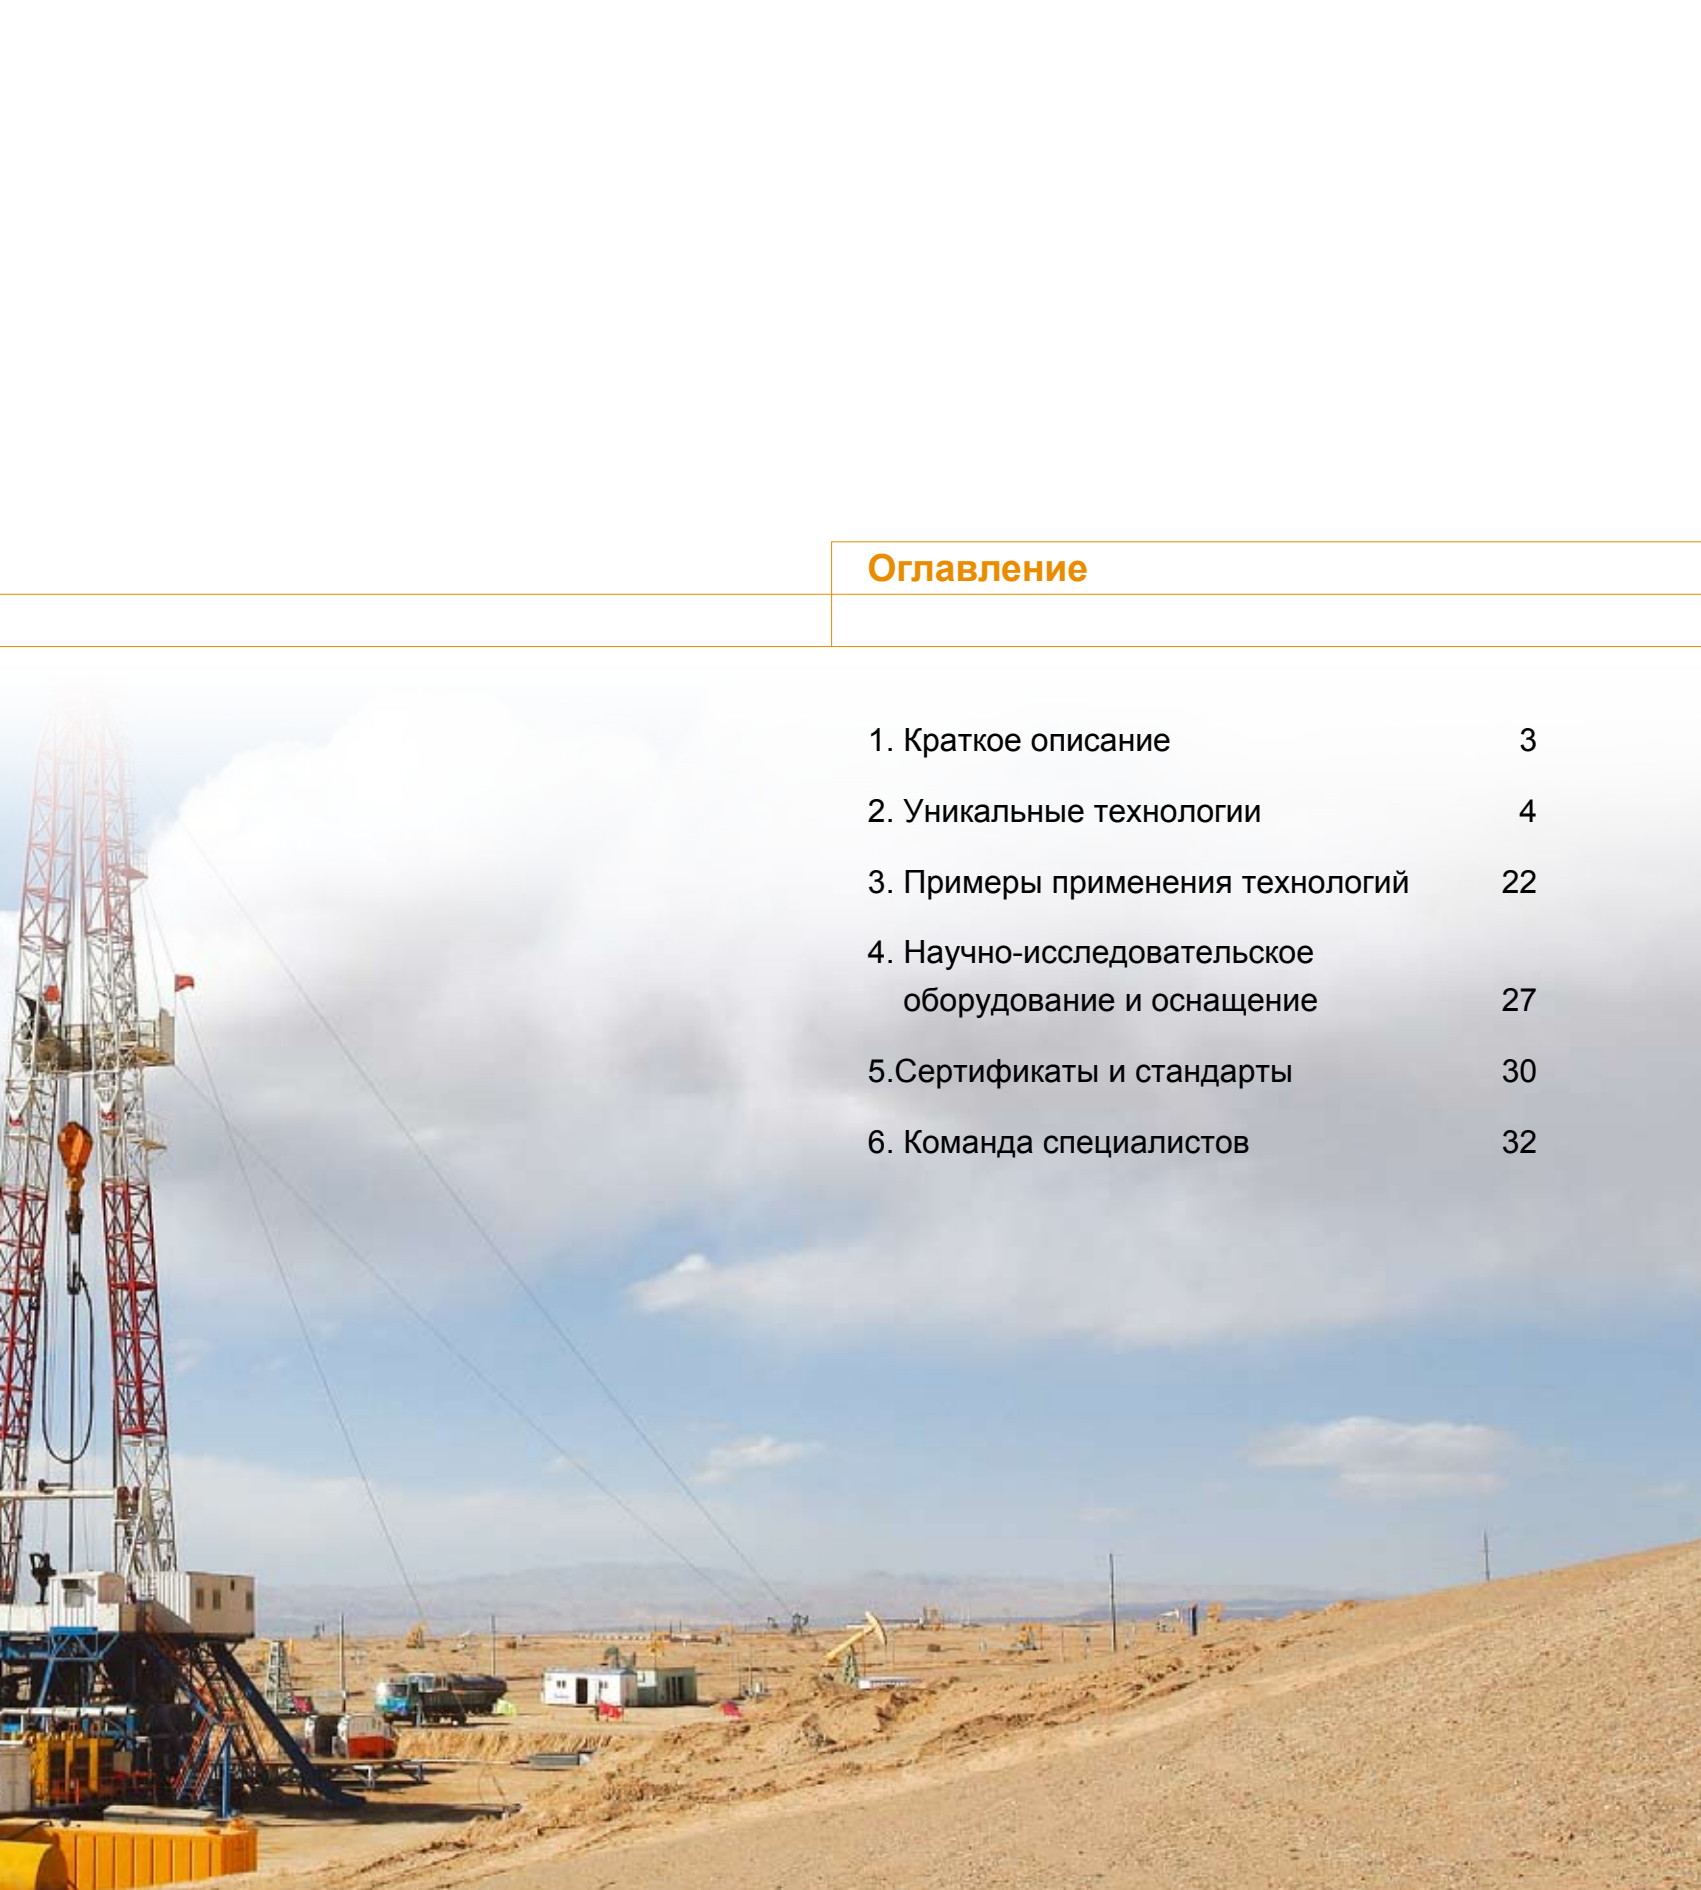 Оглавление
1. Краткое описание 3
2. Уникальные технологии 4
3. Примеры применения технологий 22
4. Научно-исследовательское
оборудование и оснащение 27
5.Сертификаты и стандарты 30
6. Команда специалистов 32